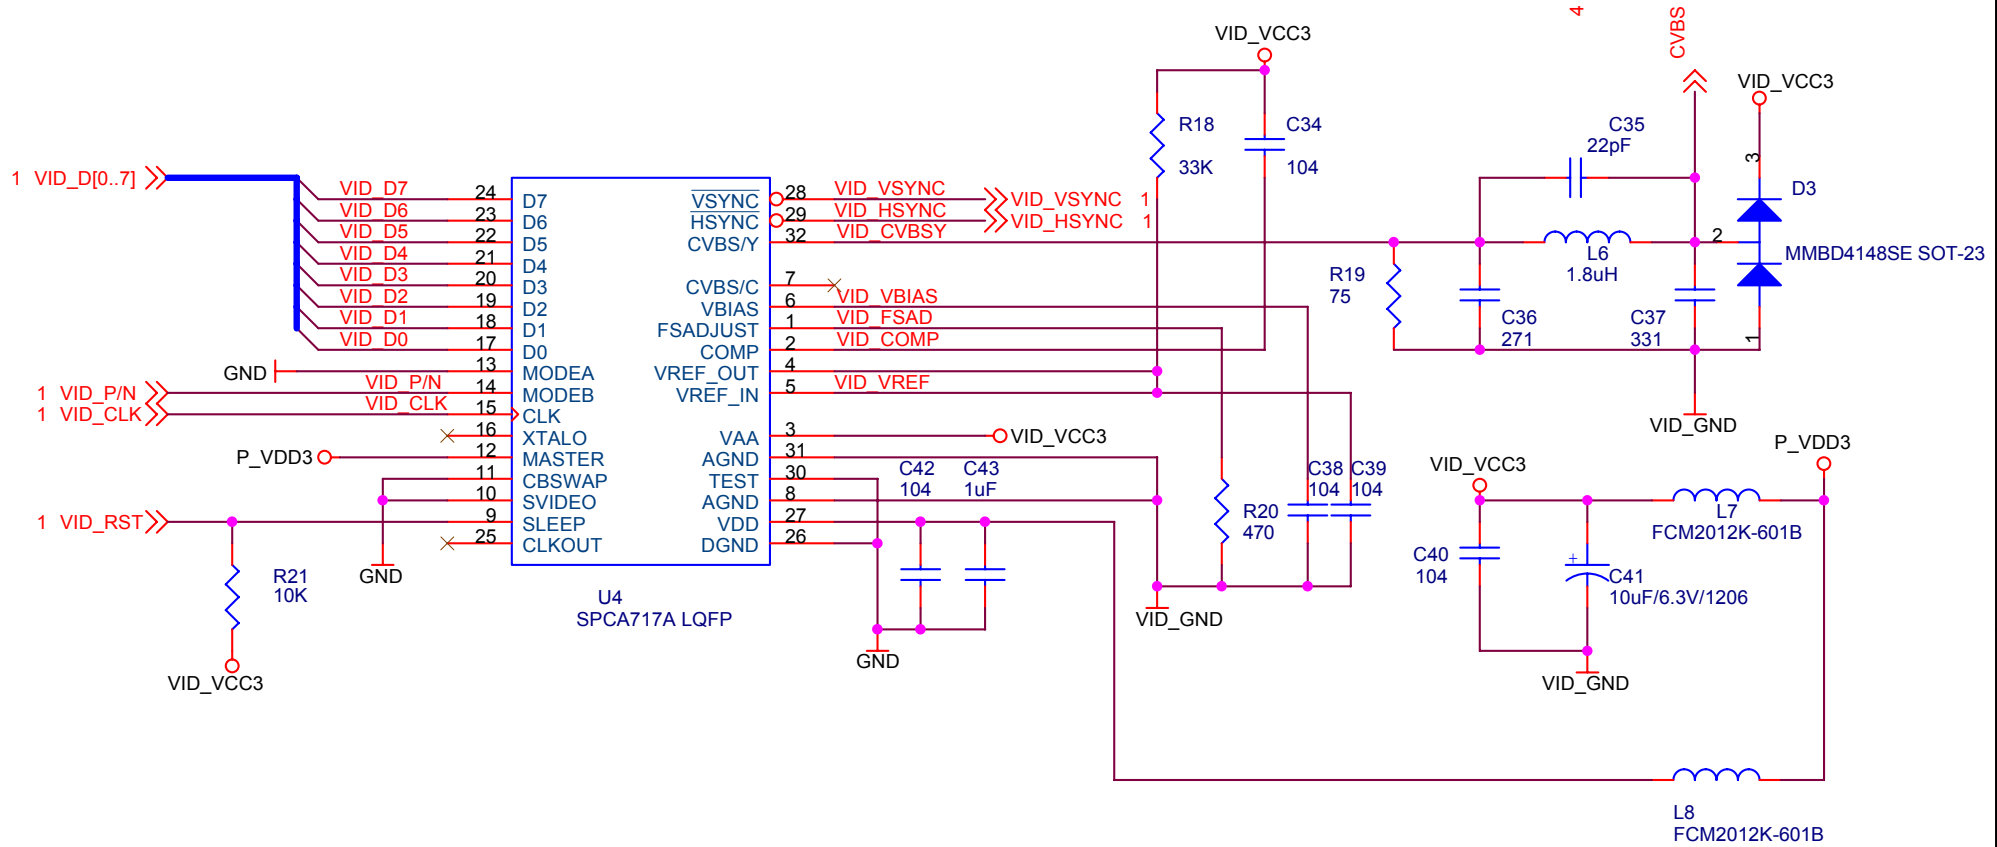 4
CVBS
VID_VCC3
VID_VCC3
R18
33K
C34
104
C35
22pF
3
D3
1 VID_D[0..7]
VID_D7 24 D7
VID_D6 23 D6
VID_D5 22 D5
VID_D4 21 D4
VID_D3 20 D3
VID_D2 19 D2
VID_D1 18 D1
VID_D0 17 D0
GND 13 MODEA
1 VID_P/N VID_P/N 14 MODEB
1 VID_CLK VID_CLK 15 CLK
16 XTALO
P_VDD3 12 MASTER
11 CBSWAP
10 SVIDEO
1 VID_RST 9 SLEEP
25 CLKOUT
VSYNC 28 VID_VSYNC VID_VSYNC 1
HSYNC 29 VID_HSYNC VID_HSYNC 1
CVBS/Y 32 VID_CVBSY
CVBS/C 7
VBIAS 6 VID_VBIAS
FSADJUST 1 VID_FSAD
COMP 2 VID_COMP
VREF_OUT 4
VREF_IN 5 VID_VREF
VAA 3 VID_VCC3
AGND 31
TEST 30
AGND 8
VDD 27
DGND 26
U4
SPCA717A LQFP
GND
R21
10K
VID_VCC3
C42
104
C43
1uF
GND
R20
470
C38
104
C39
104
VID_GND
R19
75
L6
1.8uH
2
MMBD4148SE SOT-23
C36
271
C37
331
1
VID_GND
P_VDD3
VID_VCC3
L7
FCM2012K-601B
C40
104
+
C41
10uF/6.3V/1206
VID_GND
L8
FCM2012K-601B